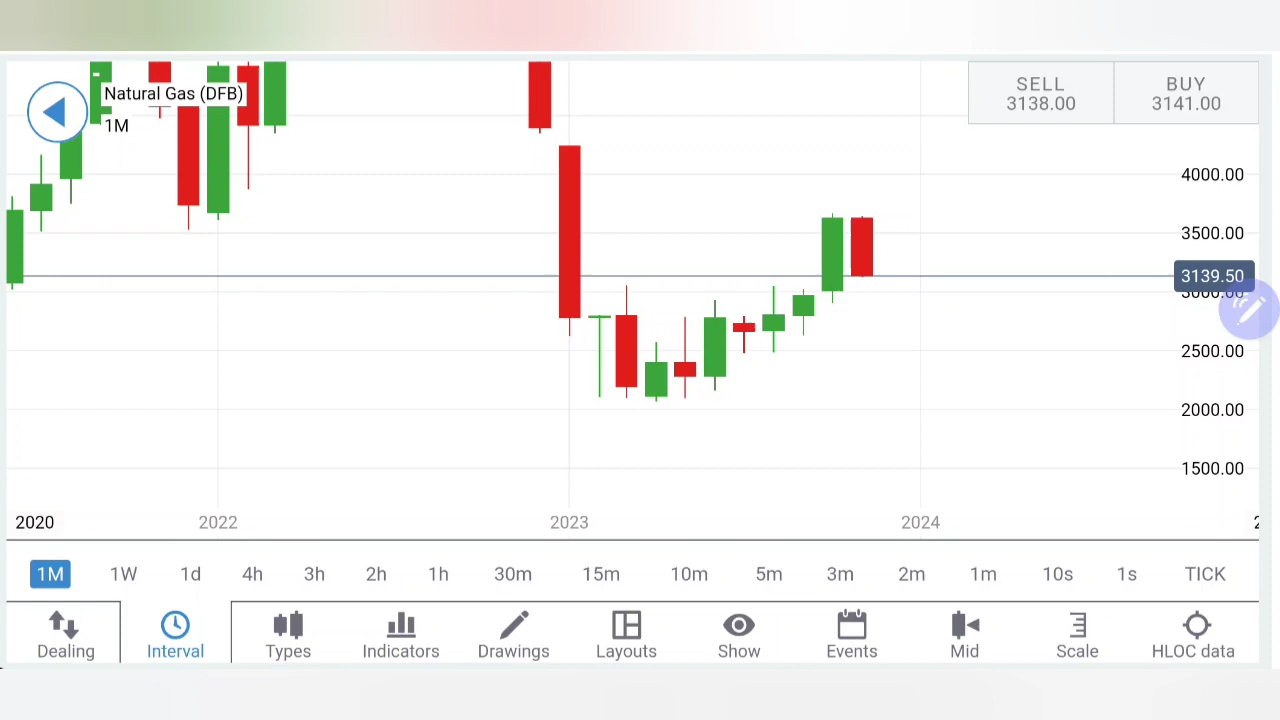 Natural Gas (DFB)
1M
SELL
3138.00
BUY
3141.00
4000.00
3500.00
3139.50
3000.00
2500.00
2000.00
1500.00
2020 2022 2023 2024
1M 1W 1d 4h 3h 2h 1h 30m 15m 10m 5m 3m 2m 1m 10s 1s TICK
Dealing Interval Types Indicators Drawings Layouts Show Events Mid Scale HLOC data